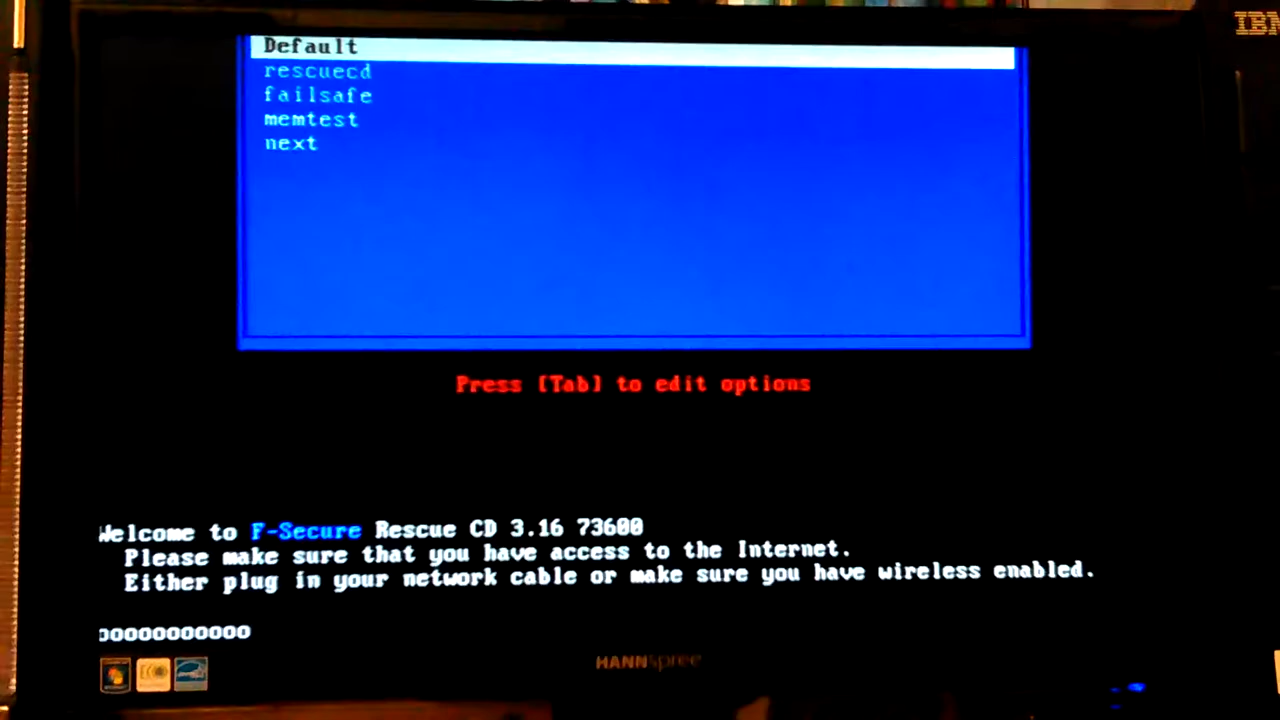 IBM
Default
rescuecd
failsafe
memtest
next
Press [Tab] to edit options
Welcome to F-Secure Rescue CD 3.16 73600
Please make sure that you have access to the Internet.
Either plug in your network cable or make sure you have wireless enabled.
ooooooooooo
HANNspree
ECO